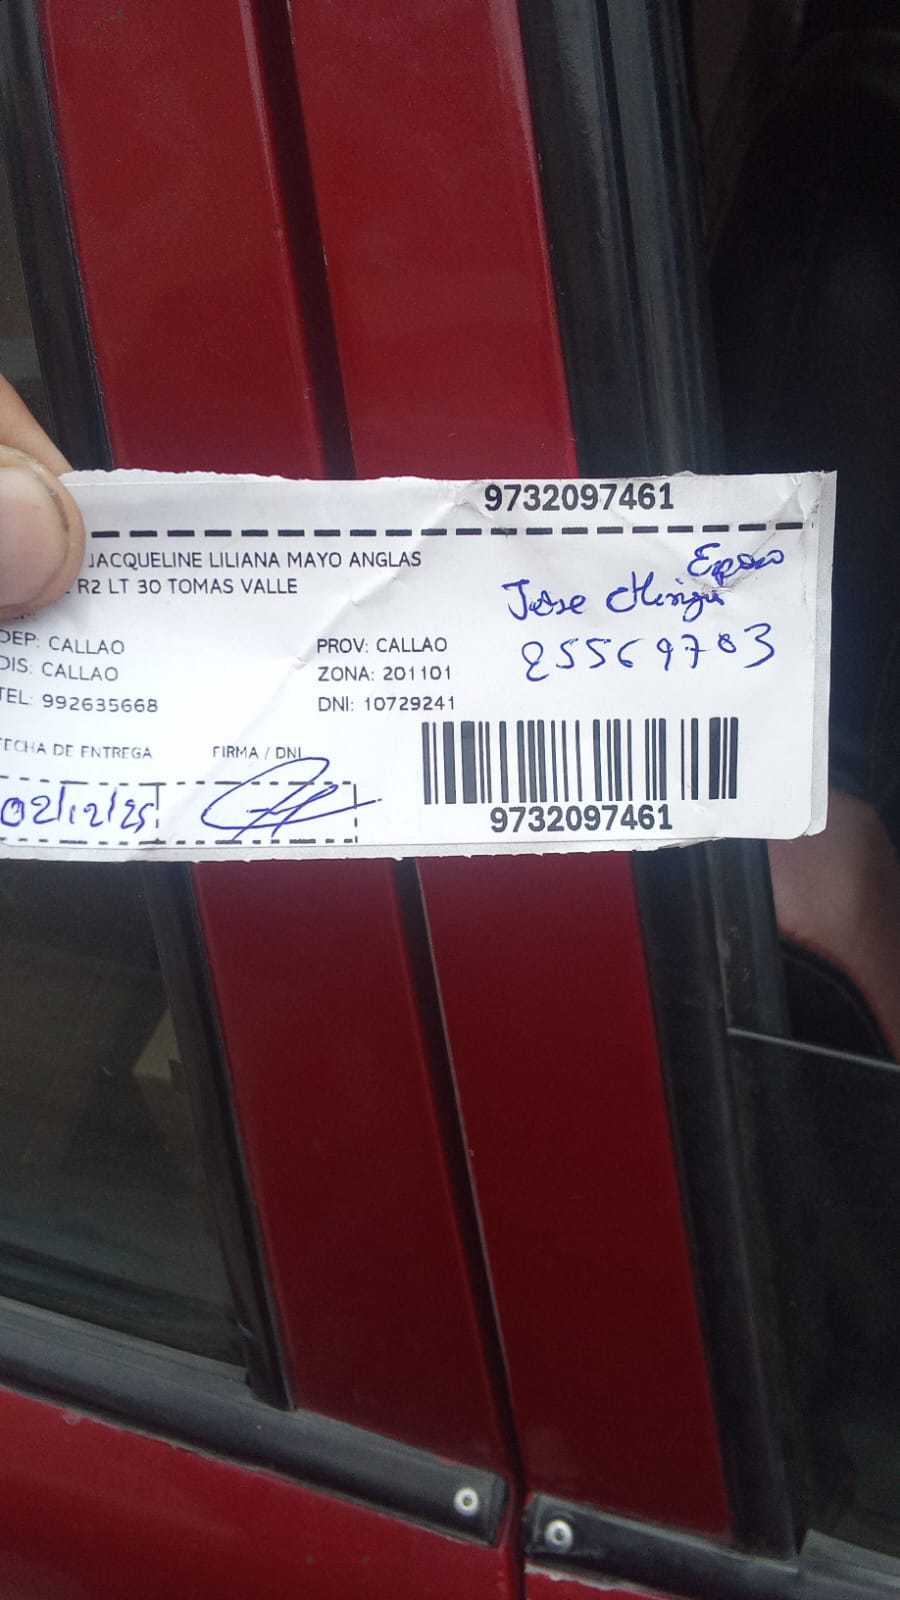 9732097461
JACQUELINE LILIANA MAYO ANGLAS
R2 LT 30 TOMAS VALLE
DEP: CALLAO
PROV: CALLAO
DIS: CALLAO
ZONA: 201101
TEL: 992635668
DNI: 10729241
Esposo
Jose
25569703
FECHA DE ENTREGA
FIRMA / DNI
02/12/25
9732097461